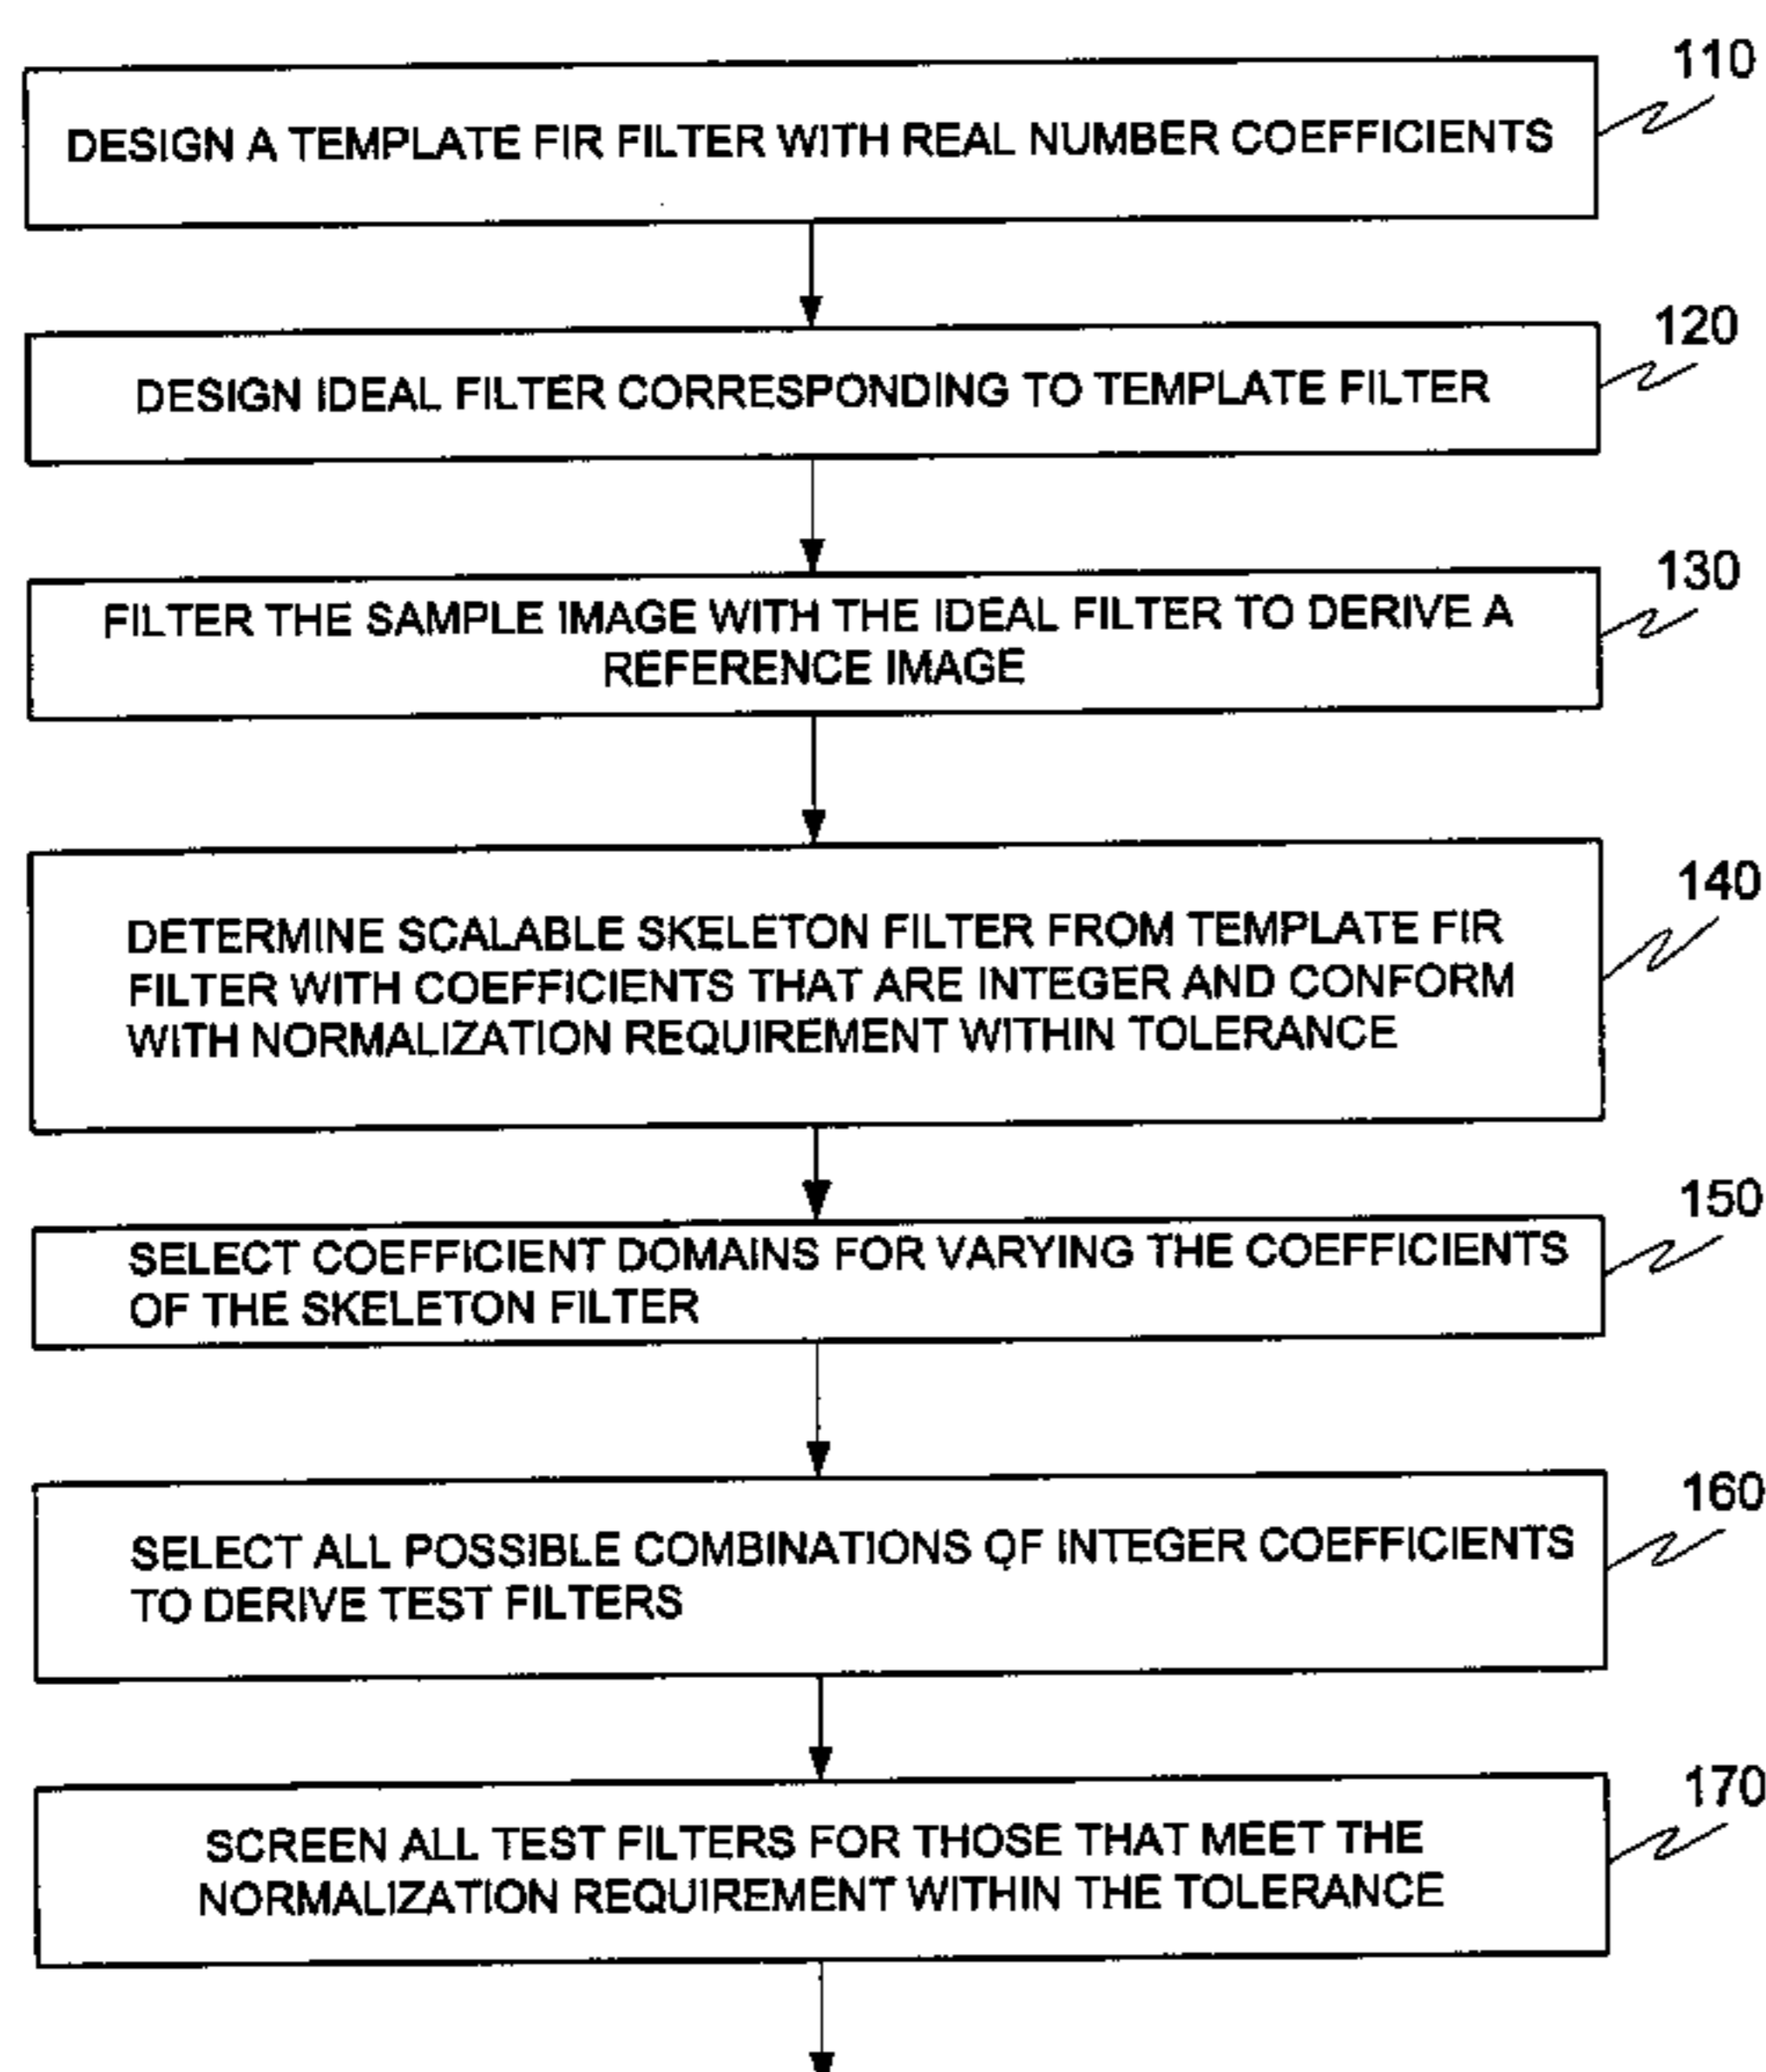 110
DESIGN A TEMPLATE FIR FILTER WITH REAL NUMBER COEFFICIENTS
120
DESIGN IDEAL FILTER CORRESPONDING TO TEMPLATE FILTER
130
FILTER THE SAMPLE IMAGE WITH THE IDEAL FILTER TO DERIVE A
REFERENCE IMAGE
140
DETERMINE SCALABLE SKELETON FILTER FROM TEMPLATE FIR
FILTER WITH COEFFICIENTS THAT ARE INTEGER AND CONFORM
WITH NORMALIZATION REQUIREMENT WITHIN TOLERANCE
150
SELECT COEFFICIENT DOMAINS FOR VARYING THE COEFFICIENTS
OF THE SKELETON FILTER
160
SELECT ALL POSSIBLE COMBINATIONS OF INTEGER COEFFICIENTS
TO DERIVE TEST FILTERS
170
SCREEN ALL TEST FILTERS FOR THOSE THAT MEET THE
NORMALIZATION REQUIREMENT WITHIN THE TOLERANCE